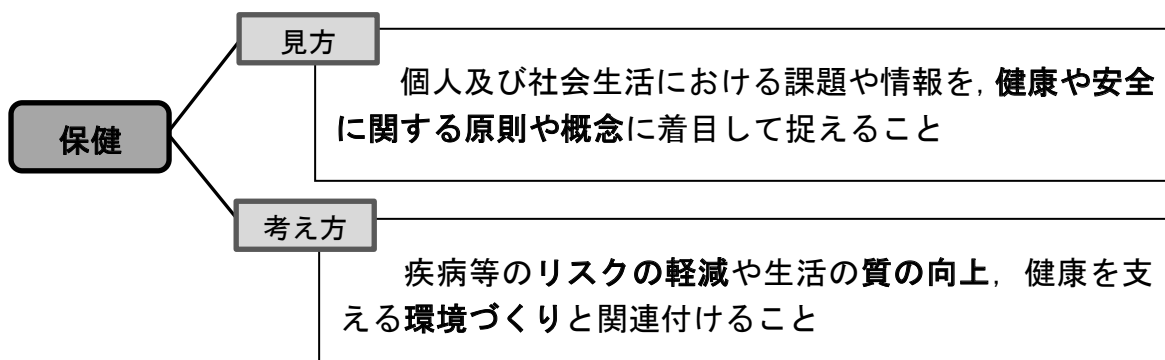 保健
見方
個人及び社会生活における課題や情報を，健康や安全
に関する原則や概念に着目して捉えること
考え方
疾病等のリスクの軽減や生活の質の向上，健康を支
える環境づくりと関連付けること